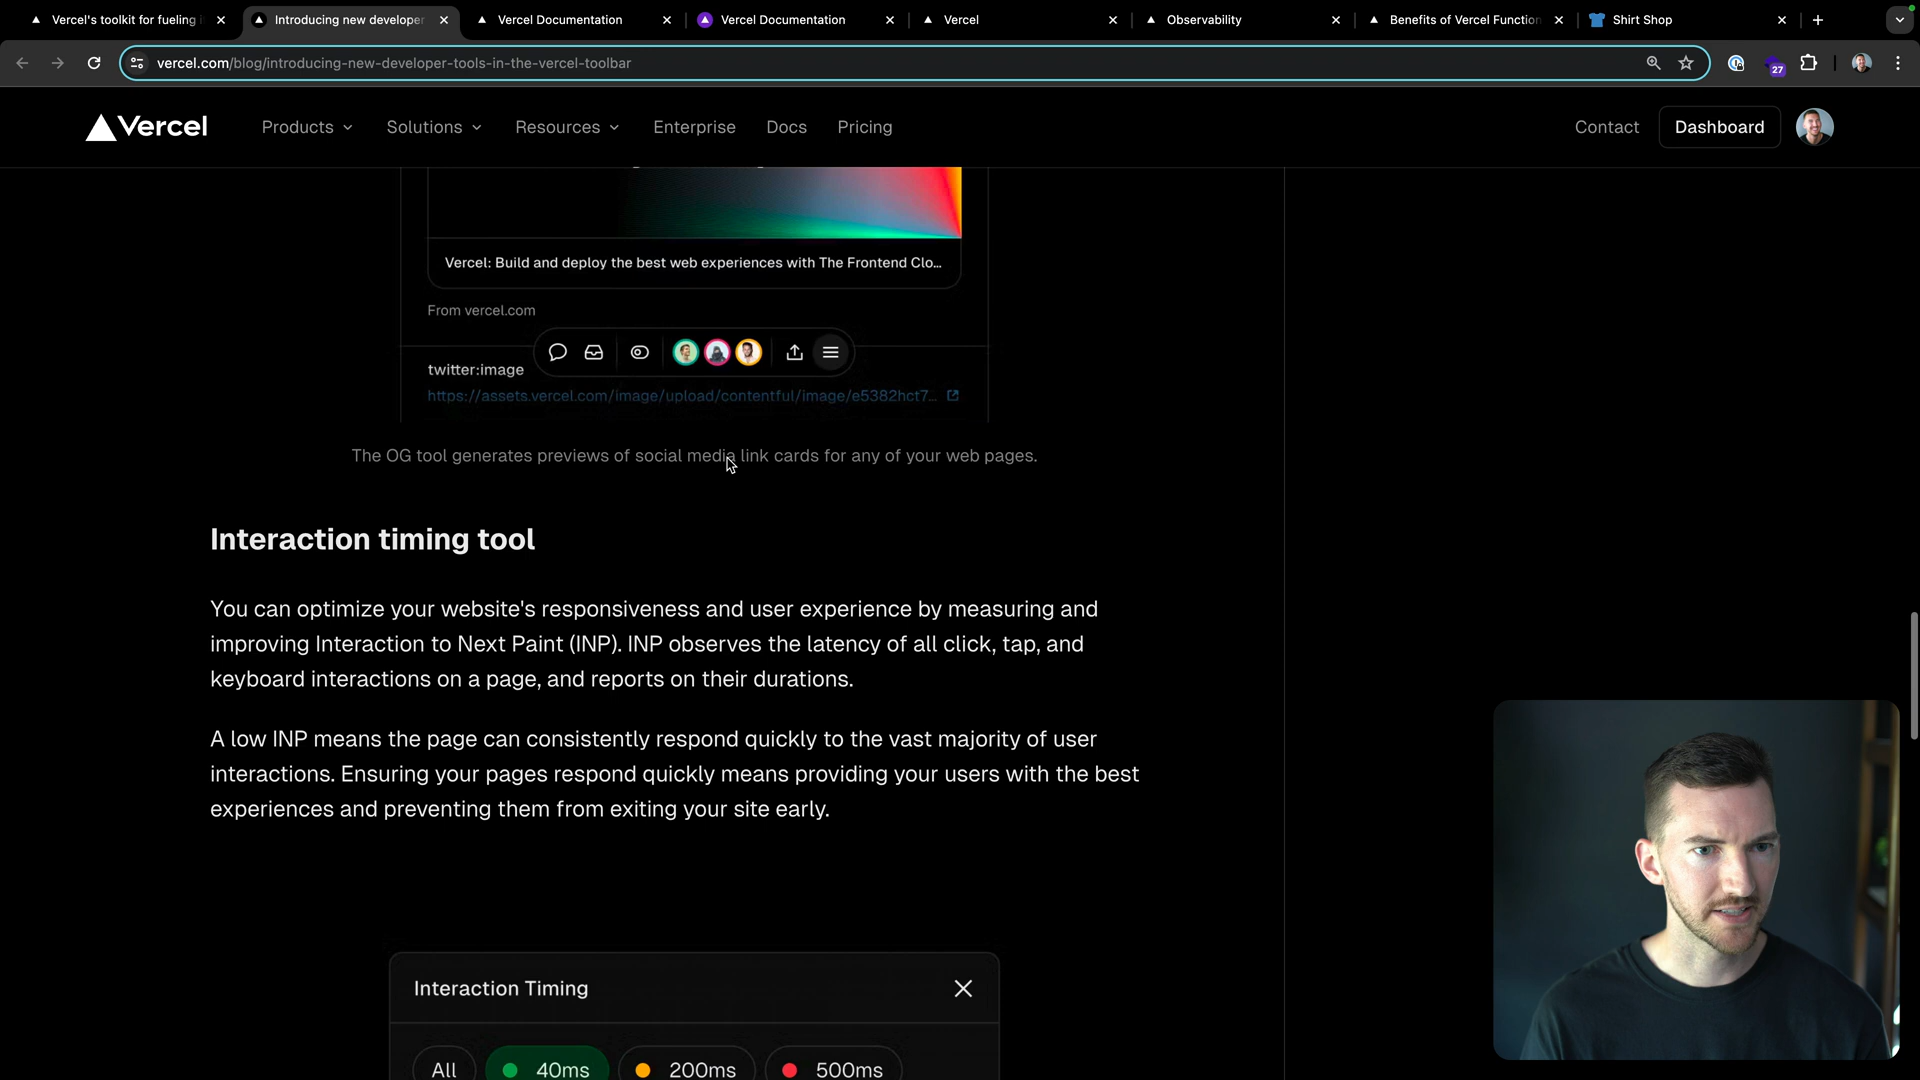 Vercel's toolkit for fueling
Introducing new developer
Vercel Documentation
Vercel Documentation
Vercel
Observability
Benefits of Vercel Function
Shirt Shop
vercel.com/blog/introducing-new-developer-tools-in-the-vercel-toolbar
27
Vercel
Products
Solutions
Resources
Enterprise
Docs
Pricing
Contact
Dashboard
Vercel: Build and deploy the best web experiences with The Frontend Clo...
From vercel.com
twitter:image
https://assets.vercel.com/image/upload/contentful/image/e5382hct7...
The OG tool generates previews of social media link cards for any of your web pages.
Interaction timing tool
You can optimize your website's responsiveness and user experience by measuring and
improving Interaction to Next Paint (INP). INP observes the latency of all click, tap, and
keyboard interactions on a page, and reports on their durations.
A low INP means the page can consistently respond quickly to the vast majority of user
interactions. Ensuring your pages respond quickly means providing your users with the best
experiences and preventing them from exiting your site early.
Interaction Timing
All
40ms
200ms
500ms